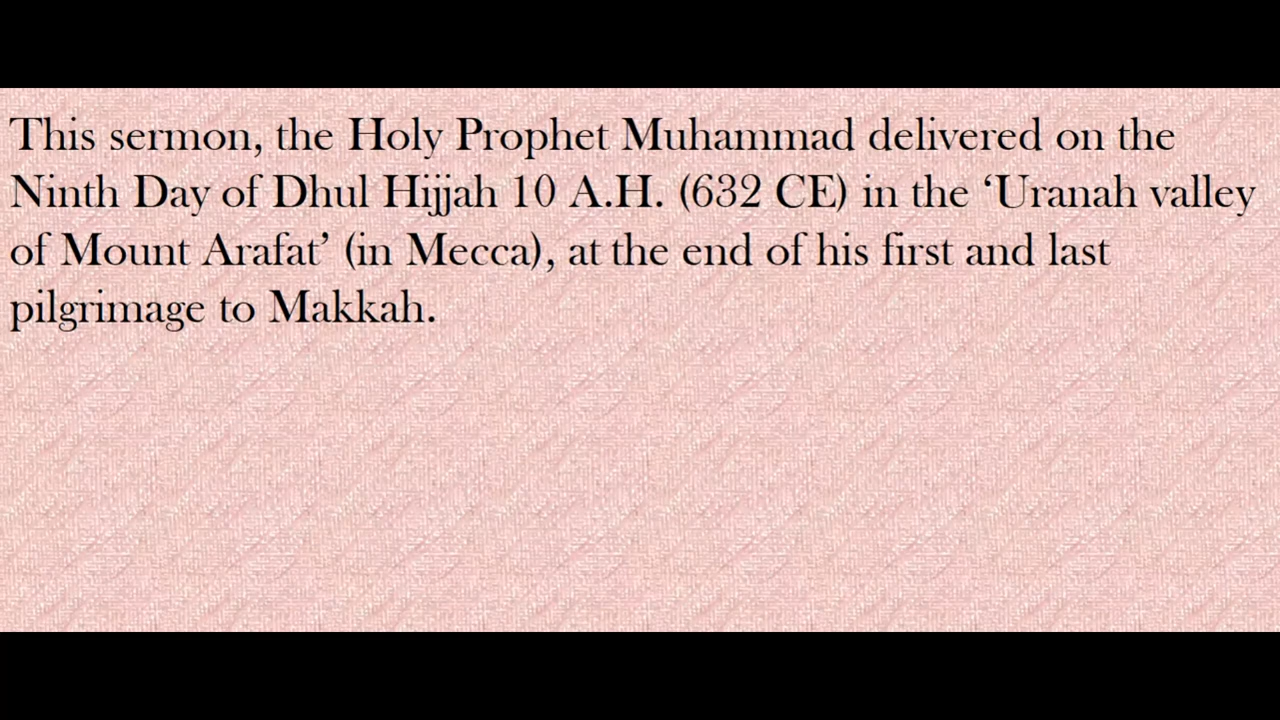 This sermon, the Holy Prophet Muhammad delivered on the
Ninth Day of Dhul Hijjah 10 A.H. (632 CE) in the ‘Uranah valley
of Mount Arafat’ (in Mecca), at the end of his first and last
pilgrimage to Makkah.